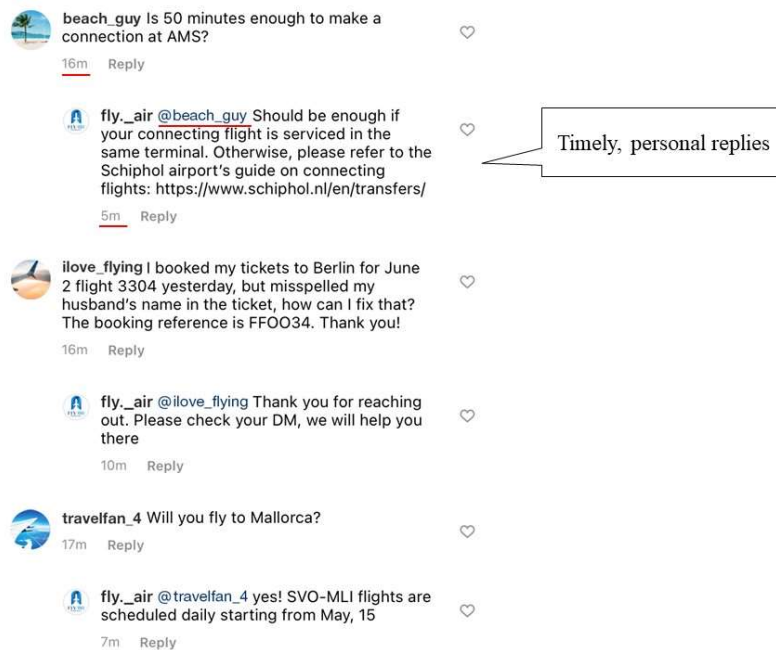 beach_guy Is 50 minutes enough to make a
connection at AMS?
16m Reply
fly._air @beach_guy Should be enough if
your connecting flight is serviced in the
same terminal. Otherwise, please refer to the
Schiphol airport's guide on connecting
flights: https://www.schiphol.nl/en/transfers/
5m Reply
Timely, personal replies
ilove_flying I booked my tickets to Berlin for June
2 flight 3304 yesterday, but misspelled my
husband's name in the ticket, how can I fix that?
The booking reference is FFOO34. Thank you!
16m Reply
fly._air @ilove_flying Thank you for reaching
out. Please check your DM, we will help you
there
10m Reply
travelfan_4 Will you fly to Mallorca?
17m Reply
fly._air @travelfan_4 yes! SVO-MLI flights are
scheduled daily starting from May, 15
7m Reply